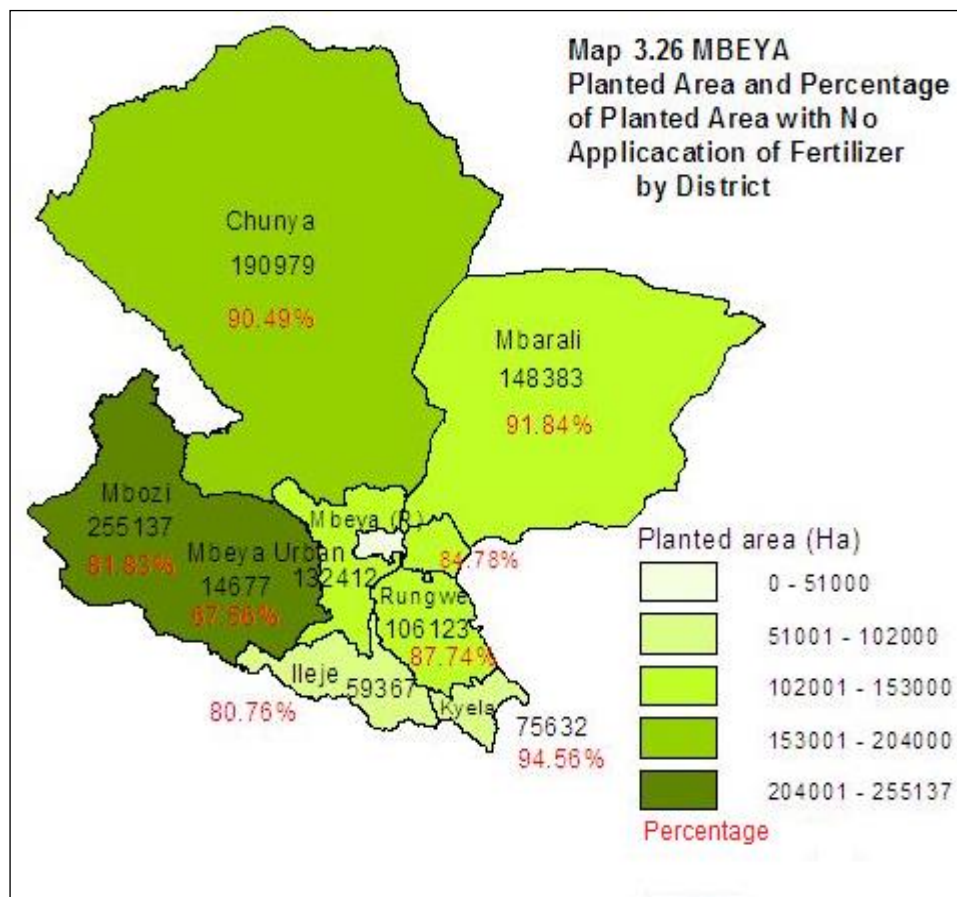 Map 3.26 MBEYA
Planted Area and Percentage
of Planted Area with No
Applicacation of Fertilizer
by District
Chunya
190979
90.49%
Mbarali
148383
91.84%
Mbozi
255137
81.83%
Mbeya (R)
132412
84.78%
Mbeya Urban
14677
Rungwe
106123
87.74%
Ileje
59367
80.76%
Kyela
75632
94.56%
Planted area (Ha)
0 - 51000
51001 - 102000
102001 - 153000
153001 - 204000
204001 - 255137
Percentage